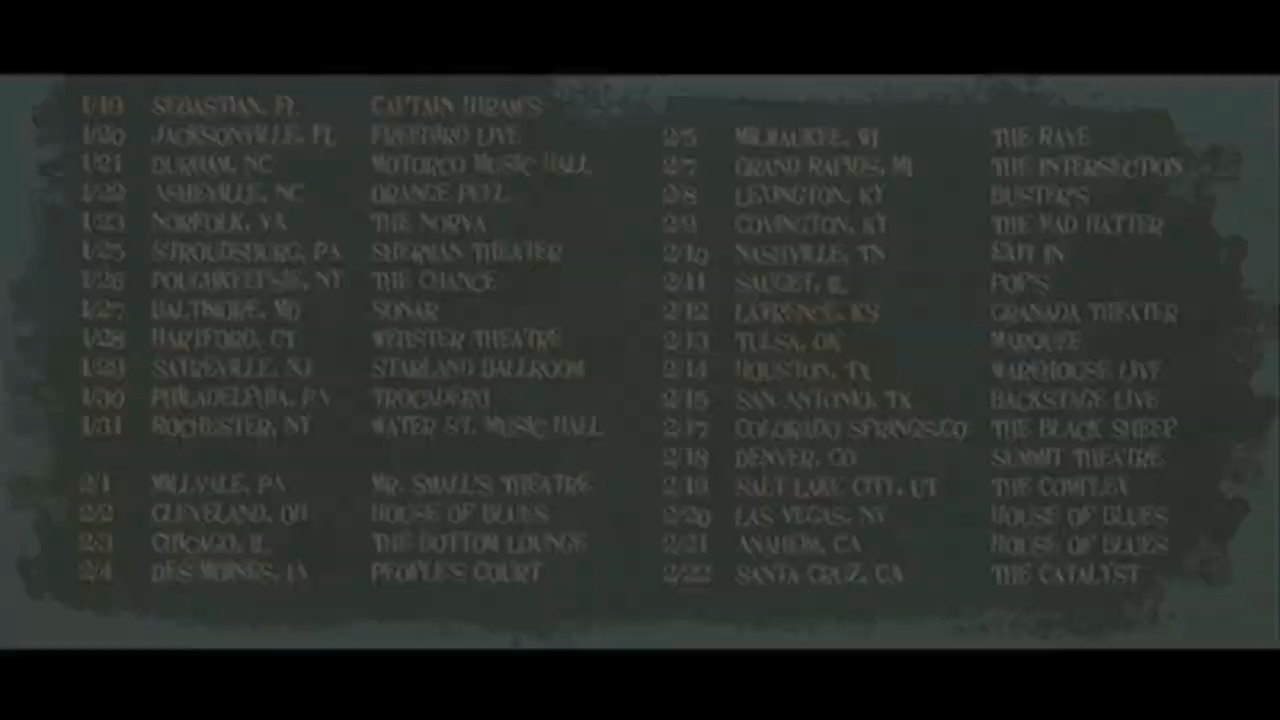 1/19 SEBASTIAN, FL CAPTAIN HIRAM'S
1/20 JACKSONVILLE, FL FREEBIRD LIVE
1/21 DURHAM, NC MOTORCO MUSIC HALL
1/22 ASHEVILLE, NC ORANGE PEEL
1/23 NORFOLK, VA THE NORVA
1/25 STROUDSBURG, PA SHERMAN THEATER
1/26 POUGHKEEPSIE, NY THE CHANCE
1/27 BALTIMORE, MD SONAR
1/28 HARTFORD, CT WEBSTER THEATRE
1/29 SAYREVILLE, NJ STARLAND BALLROOM
1/30 PHILADELPHIA, PA TROCADERO
1/31 ROCHESTER, NY WATER ST. MUSIC HALL
2/1 MILLVALE, PA MR. SMALL'S THEATRE
2/2 CLEVELAND, OH HOUSE OF BLUES
2/3 CHICAGO, IL THE BOTTOM LOUNGE
2/4 DES MOINES, IA PEOPLE'S COURT
2/5 MILWAUKEE, WI THE RAVE
2/7 GRAND RAPIDS, MI THE INTERSECTION
2/8 LEXINGTON, KY BUSTER'S
2/9 COVINGTON, KY THE MAD HATTER
2/10 NASHVILLE, TN EXIT IN
2/11 SAUGET, IL POP'S
2/12 LAWRENCE, KS GRANADA THEATER
2/13 TULSA, OK MARQUEE
2/14 HOUSTON, TX WAREHOUSE LIVE
2/15 SAN ANTONIO, TX BACKSTAGE LIVE
2/17 COLORADO SPRINGS,CO THE BLACK SHEEP
2/18 DENVER, CO SUMMIT THEATRE
2/19 SALT LAKE CITY, UT THE COMPLEX
2/20 LAS VEGAS, NV HOUSE OF BLUES
2/21 ANAHEIM, CA HOUSE OF BLUES
2/22 SANTA CRUZ, CA THE CATALYST